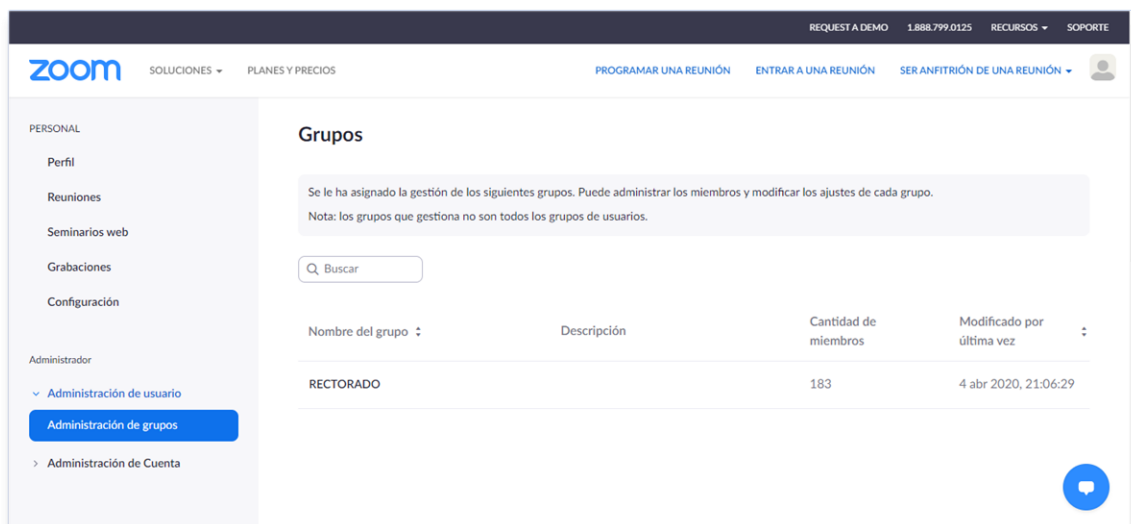 REQUEST A DEMO 1.888.799.0125 RECURSOS SOPORTE
zoom SOLUCIONES PLANES Y PRECIOS PROGRAMAR UNA REUNIÓN ENTRAR A UNA REUNIÓN SER ANFITRIÓN DE UNA REUNIÓN
PERSONAL
Perfil
Reuniones
Seminarios web
Grabaciones
Configuración
Administrador
Administración de usuario
Administración de grupos
Administración de Cuenta
Grupos
Se le ha asignado la gestión de los siguientes grupos. Puede administrar los miembros y modificar los ajustes de cada grupo.
Nota: los grupos que gestiona no son todos los grupos de usuarios.
Buscar
Nombre del grupo Descripción Cantidad de miembros Modificado por última vez
RECTORADO 183 4 abr 2020, 21:06:29